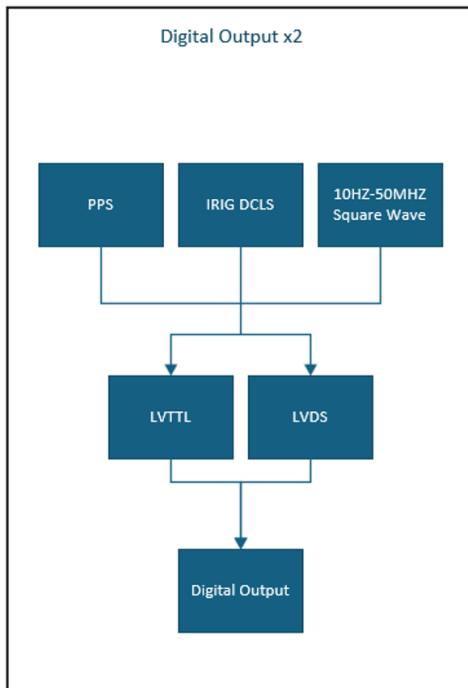 Digital Output x2
PPS
IRIG DCLS
10HZ-50MHZ
Square Wave
LVTTL
LVDS
Digital Output